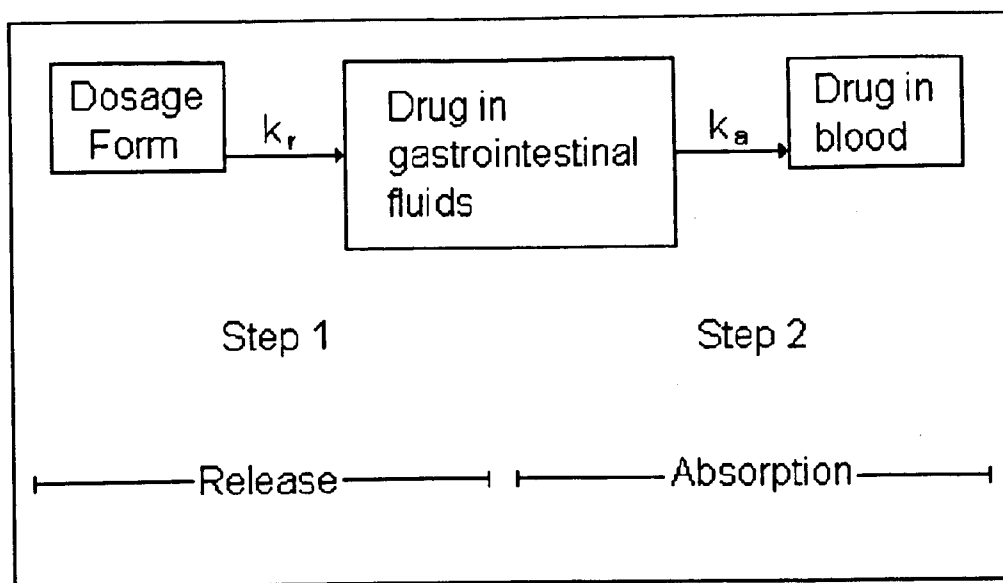 Dosage
Form
k_r
Drug in
gastrointestinal
fluids
k_a
Drug in
blood
Step 1
Step 2
Release
Absorption